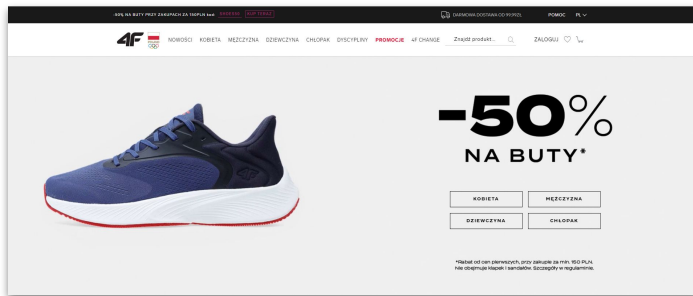 -50% NA BUTY PRZY ZAKUPACH ZA 150PLN kod:
DARMOWA DOSTAWA OD 99,99ZŁ
POMOC
PL
4F
NOWOŚCI KOBIETA MĘŻCZYZNA DZIEWCZYNA CHŁOPAK DYSCYPLINY PROMOCJE 4F CHANGE
Znajdź produkt..
ZALOGUJ
-50%
NA BUTY*
KOBIETA
MĘŻCZYZNA
DZIEWCZYNA
CHŁOPAK
*Rabat od cen pierwszych, przy zakupie za min. 150 PLN.
Nie obejmuje klapek i sandałów. Szczegóły w regulaminie.